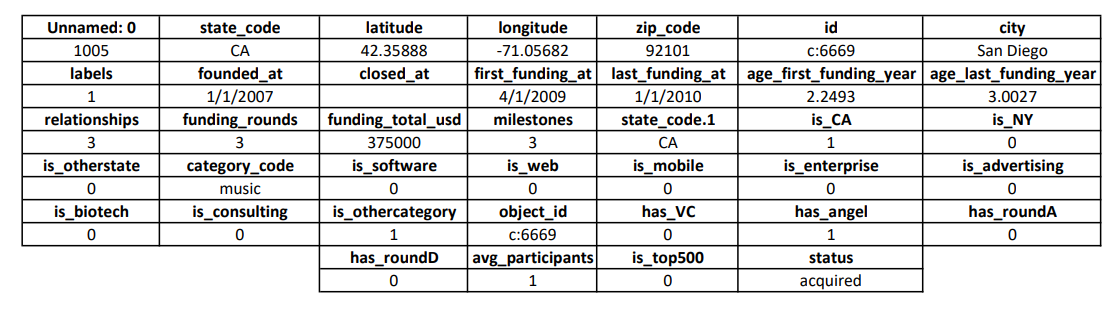 Unnamed: 0 state_code latitude longitude zip_code id city
1005 CA 42.35888 -71.05682 92101 c:6669 San Diego
labels founded_at closed_at first_funding_at last_funding_at age_first_funding_year age_last_funding_year
1 1/1/2007 4/1/2009 1/1/2010 2.2493 3.0027
relationships funding_rounds funding_total_usd milestones state_code.1 is_CA is_NY
3 3 375000 3 CA 1 0
is_otherstate category_code is_software is_web is_mobile is_enterprise is_advertising
0 music 0 0 0 0 0
is_biotech is_consulting is_othercategory object_id has_VC has_angel has_roundA
0 0 1 c:6669 0 1 0
has_roundD avg_participants is_top500 status
0 1 0 acquired